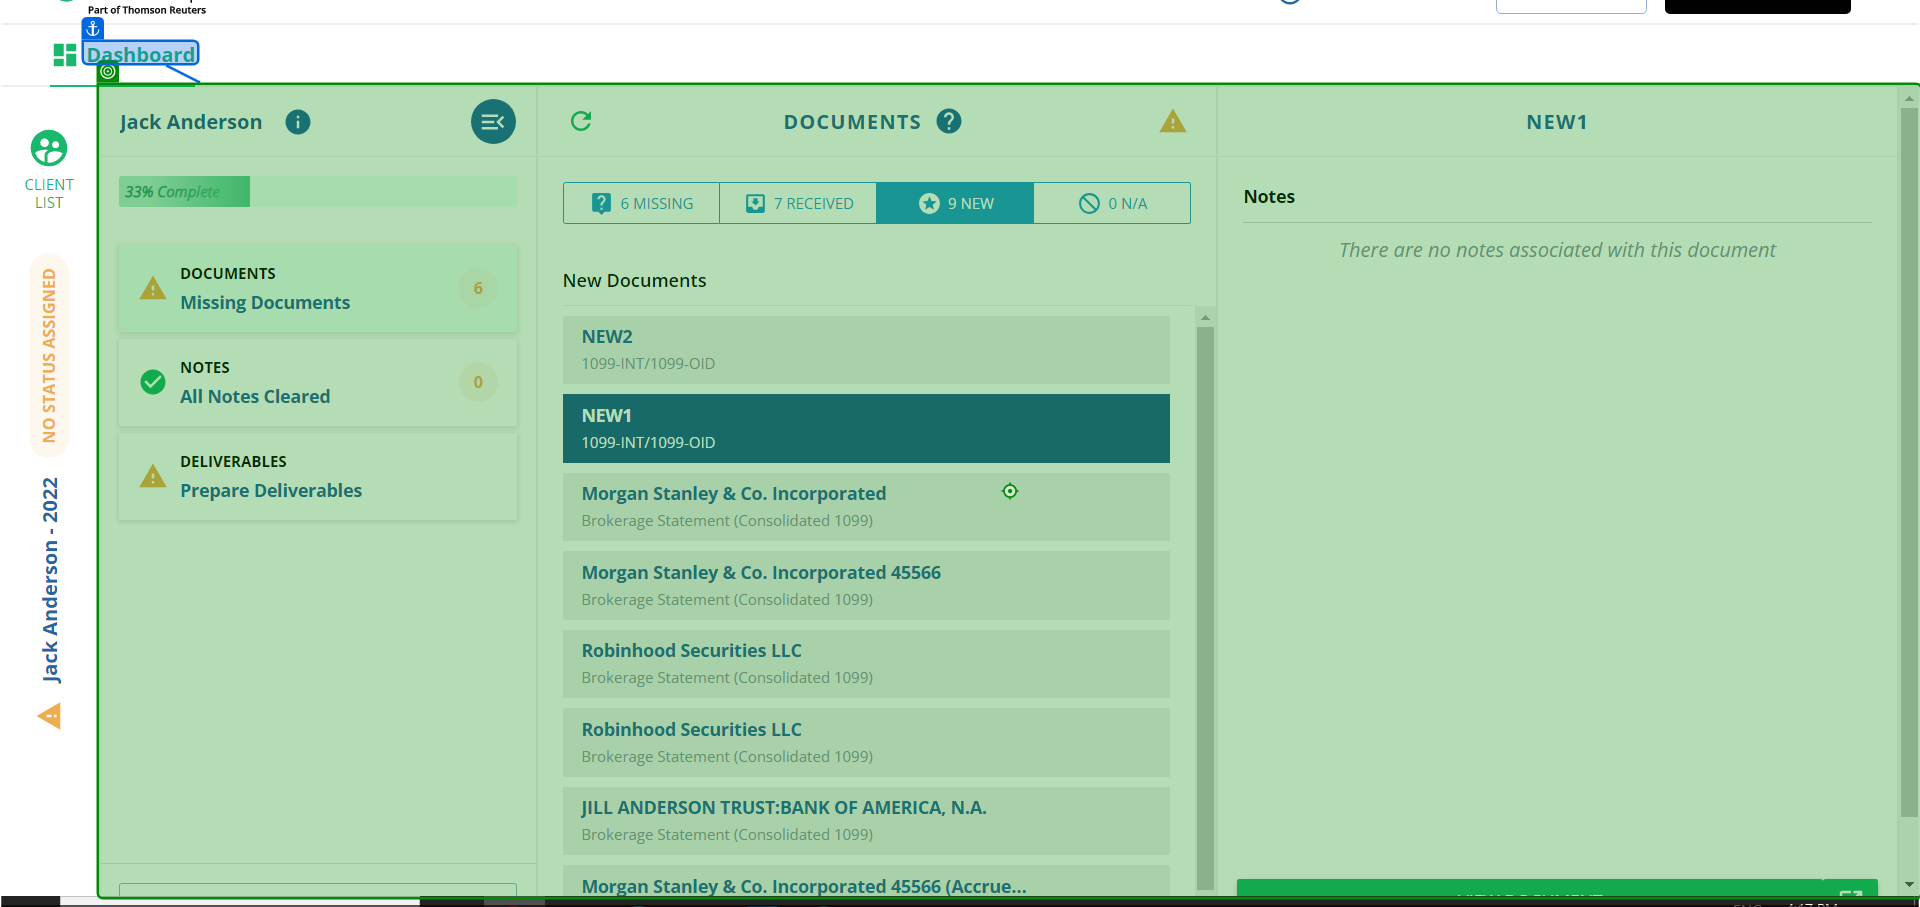 Part of Thomson Reuters
Dashboard
CLIENT
LIST
NO STATUS ASSIGNED
Jack Anderson - 2022
Jack Anderson
33% Complete
DOCUMENTS
Missing Documents
6
NOTES
All Notes Cleared
0
DELIVERABLES
Prepare Deliverables
DOCUMENTS
6 MISSING
7 RECEIVED
9 NEW
0 N/A
New Documents
NEW2
1099-INT/1099-OID
NEW1
1099-INT/1099-OID
Morgan Stanley & Co. Incorporated
Brokerage Statement (Consolidated 1099)
Morgan Stanley & Co. Incorporated 45566
Brokerage Statement (Consolidated 1099)
Robinhood Securities LLC
Brokerage Statement (Consolidated 1099)
Robinhood Securities LLC
Brokerage Statement (Consolidated 1099)
JILL ANDERSON TRUST:BANK OF AMERICA, N.A.
Brokerage Statement (Consolidated 1099)
Morgan Stanley & Co. Incorporated 45566 (Accrue...
NEW1
Notes
There are no notes associated with this document